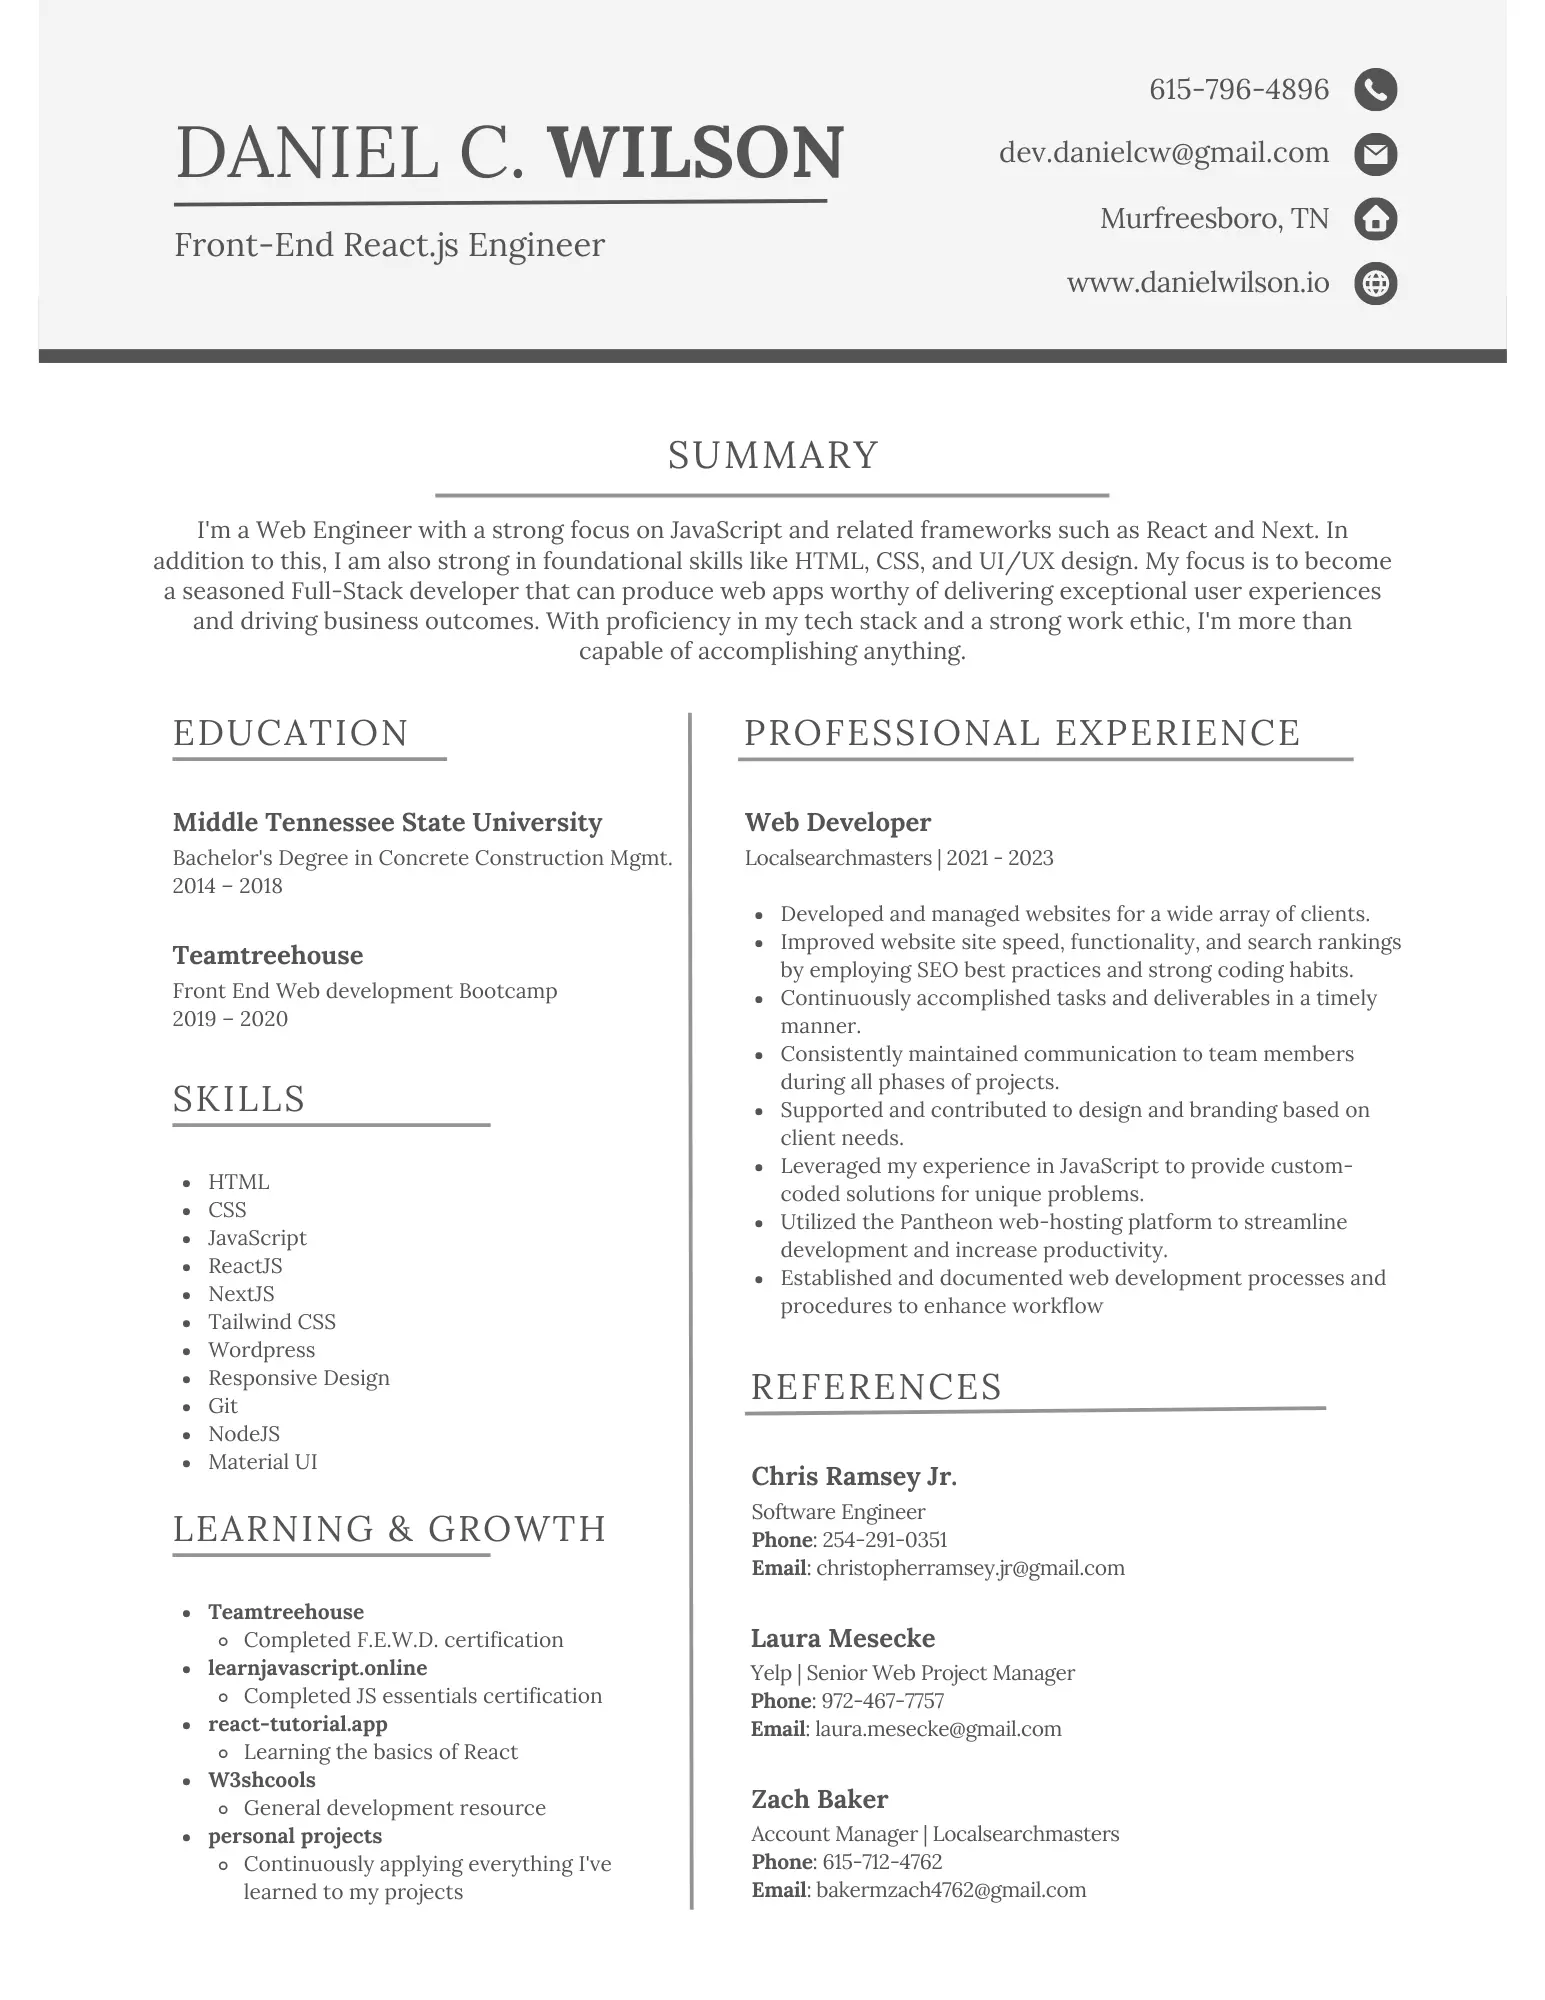 DANIEL C. WILSON
Front-End React.js Engineer
615-796-4896
dev.danielcw@gmail.com
Murfreesboro, TN
www.danielwilson.io
SUMMARY
I'm a Web Engineer with a strong focus on JavaScript and related frameworks such as React and Next. In
addition to this, I am also strong in foundational skills like HTML, CSS, and UI/UX design. My focus is to become
a seasoned Full-Stack developer that can produce web apps worthy of delivering exceptional user experiences
and driving business outcomes. With proficiency in my tech stack and a strong work ethic, I'm more than
capable of accomplishing anything.
EDUCATION
Middle Tennessee State University
Bachelor's Degree in Concrete Construction Mgmt.
2014 – 2018
Teamtreehouse
Front End Web development Bootcamp
2019 – 2020
SKILLS
• HTML
• CSS
• JavaScript
• ReactJS
• NextJS
• Tailwind CSS
• Wordpress
• Responsive Design
• Git
• NodeJS
• Material UI
LEARNING & GROWTH
• Teamtreehouse
◦ Completed F.E.W.D. certification
• learnjavascript.online
◦ Completed JS essentials certification
• react-tutorial.app
◦ Learning the basics of React
• W3shcools
◦ General development resource
• personal projects
◦ Continuously applying everything I've
learned to my projects
PROFESSIONAL EXPERIENCE
Web Developer
Localsearchmasters | 2021 - 2023
• Developed and managed websites for a wide array of clients.
• Improved website site speed, functionality, and search rankings
by employing SEO best practices and strong coding habits.
• Continuously accomplished tasks and deliverables in a timely
manner.
• Consistently maintained communication to team members
during all phases of projects.
• Supported and contributed to design and branding based on
client needs.
• Leveraged my experience in JavaScript to provide custom-
coded solutions for unique problems.
• Utilized the Pantheon web-hosting platform to streamline
development and increase productivity.
• Established and documented web development processes and
procedures to enhance workflow
REFERENCES
Chris Ramsey Jr.
Software Engineer
Phone: 254-291-0351
Email: christopherramsey.jr@gmail.com
Laura Mesecke
Yelp | Senior Web Project Manager
Phone: 972-467-7757
Email: laura.mesecke@gmail.com
Zach Baker
Account Manager | Localsearchmasters
Phone: 615-712-4762
Email: bakermzach4762@gmail.com